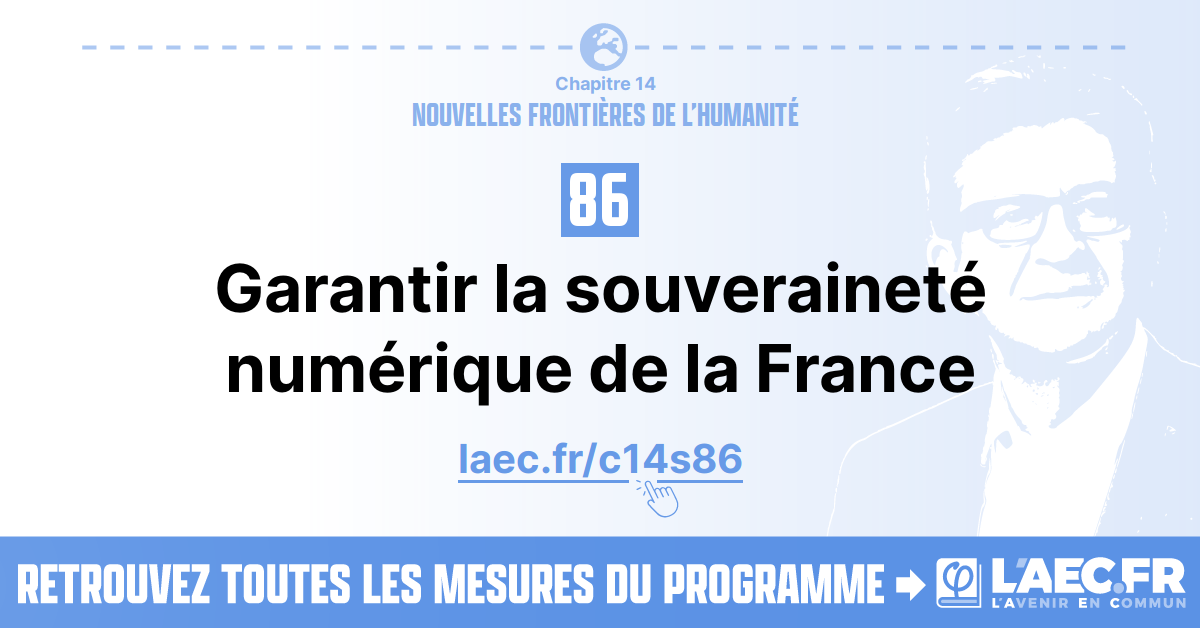 Chapitre 14
NOUVELLES FRONTIÈRES DE L'HUMANITÉ
86
Garantir la souveraineté
numérique de la France
laec.fr/c14s86
RETROUVEZ TOUTES LES MESURES DU PROGRAMME
φ L'AEC.FR
L'AVENIR EN COMMUN